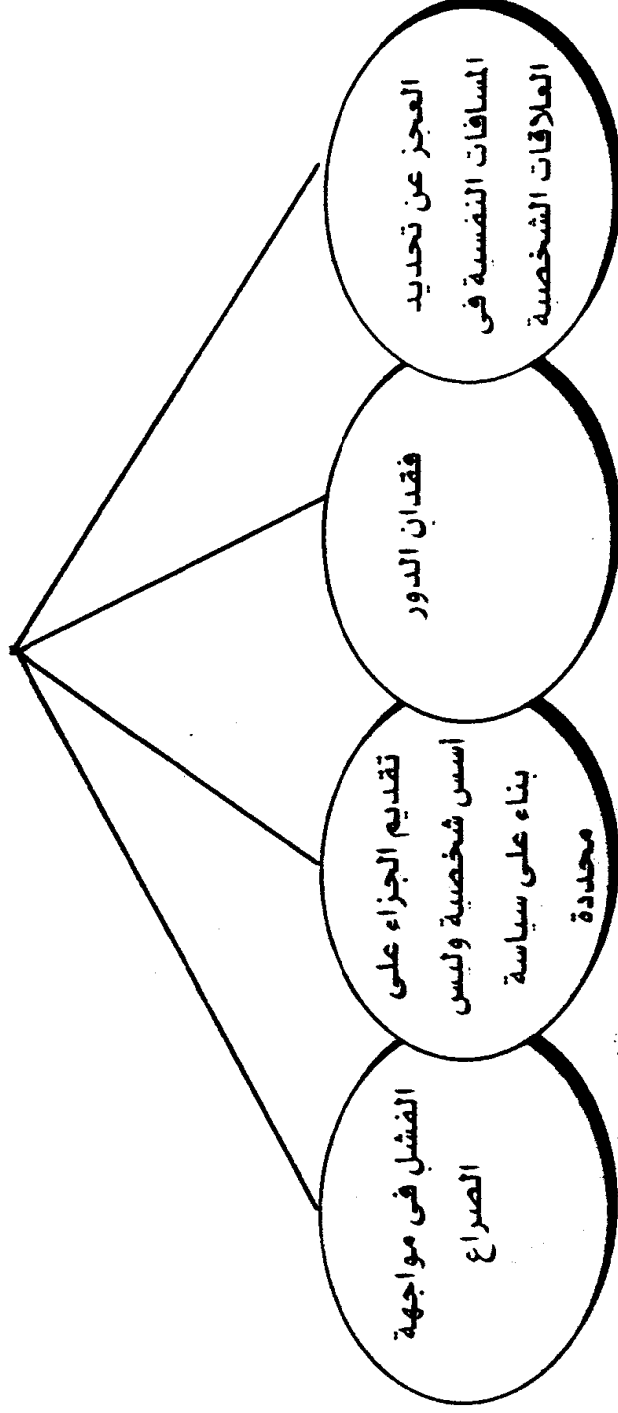 العجز عن تحديد
المسافات النفسية فى
العلاقات الشخصية
فقدان الدور
تقديم الجزاء على
اسس شخصية وليس
بناء على سياسة
محددة
الفشل فى مواجهة
الصراع